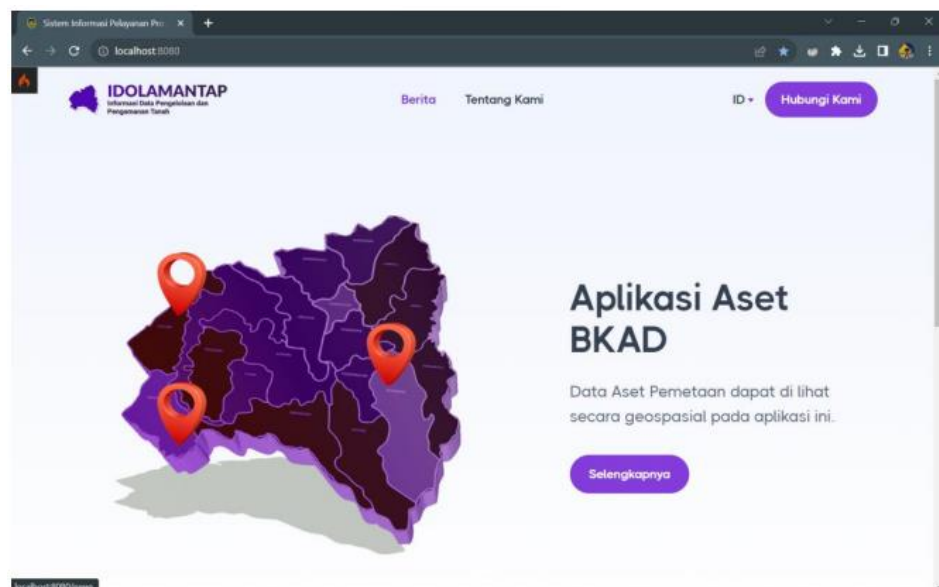 Sistem Informasi Pelayanan Pro
localhost:8080
IDOLAMANTAP
Informasi Data Pengelolaan dan
Pengamanan Tanah
Berita Tentang Kami
ID
Hubungi Kami
Aplikasi Aset
BKAD
Data Aset Pemetaan dapat di lihat
secara geospasial pada aplikasi ini.
Selengkapnya